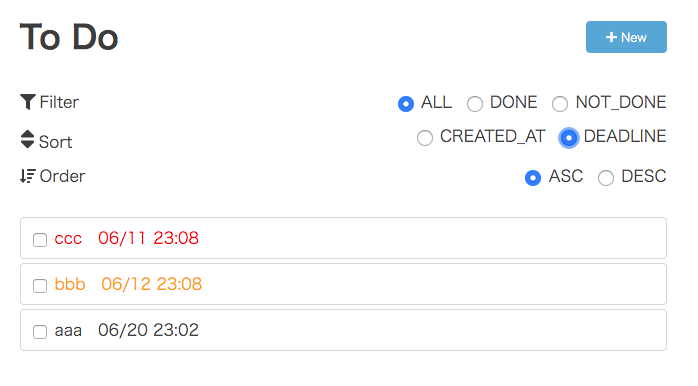 To Do
+ New
Filter ALL DONE NOT_DONE
Sort CREATED_AT DEADLINE
Order ASC DESC
ccc 06/11 23:08
bbb 06/12 23:08
aaa 06/20 23:02